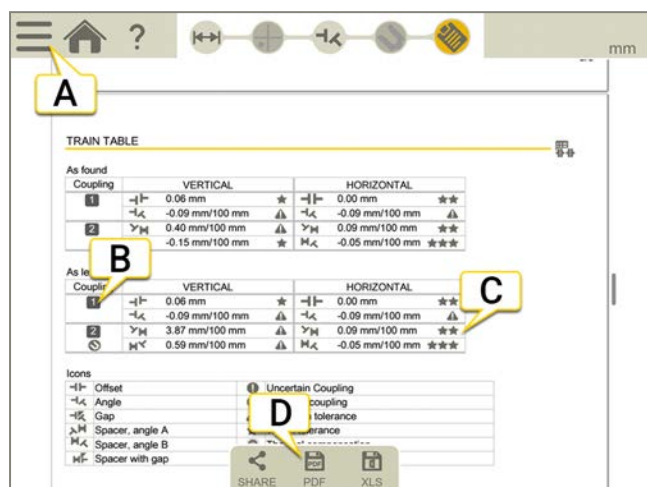 ?
mm
A
TRAIN TABLE
As found
Coupling VERTICAL HORIZONTAL
1 0.06 mm 0.00 mm
-0.09 mm/100 mm -0.09 mm/100 mm
2 0.40 mm/100 mm 0.09 mm/100 mm
-0.15 mm/100 mm -0.05 mm/100 mm
B
As le
C
Coupling VERTICAL HORIZONTAL
1 0.06 mm 0.00 mm
-0.09 mm/100 mm -0.09 mm/100 mm
2 3.87 mm/100 mm 0.09 mm/100 mm
0.59 mm/100 mm -0.05 mm/100 mm
Icons
Offset Uncertain Coupling
Angle coupling
Gap tolerance
D
Spacer, angle A
Spacer, angle B
Spacer with gap
PDF
SHARE PDF XLS